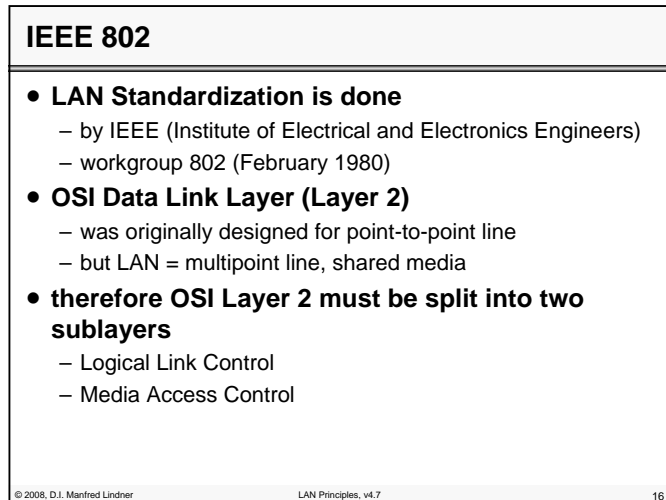 IEEE 802
• LAN Standardization is done
– by IEEE (Institute of Electrical and Electronics Engineers)
– workgroup 802 (February 1980)
• OSI Data Link Layer (Layer 2)
– was originally designed for point-to-point line
– but LAN = multipoint line, shared media
• therefore OSI Layer 2 must be split into two
sublayers
– Logical Link Control
– Media Access Control
© 2008, D.I. Manfred Lindner
LAN Principles, v4.7
16